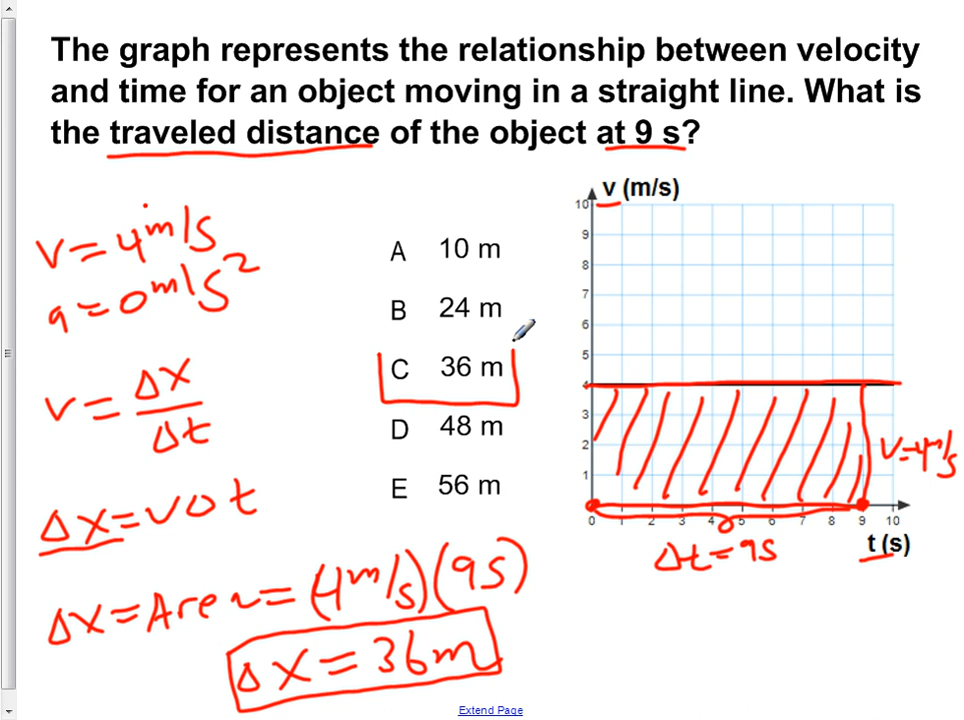 The graph represents the relationship between velocity
and time for an object moving in a straight line. What is
the traveled distance of the object at 9 s?
v = 4 m/s
a = 0 m/s²
v = Δx/Δt
Δx = vΔt
Δx = Area = (4 m/s)(9s)
Δx = 36m
A 10 m
B 24 m
C 36 m
D 48 m
E 56 m
v (m/s)
10
9
8
7
6
5
4
3
2
1
0 1 2 3 4 5 6 7 8 9 10
t (s)
v=4m/s
Δt = 9s
Extend Page